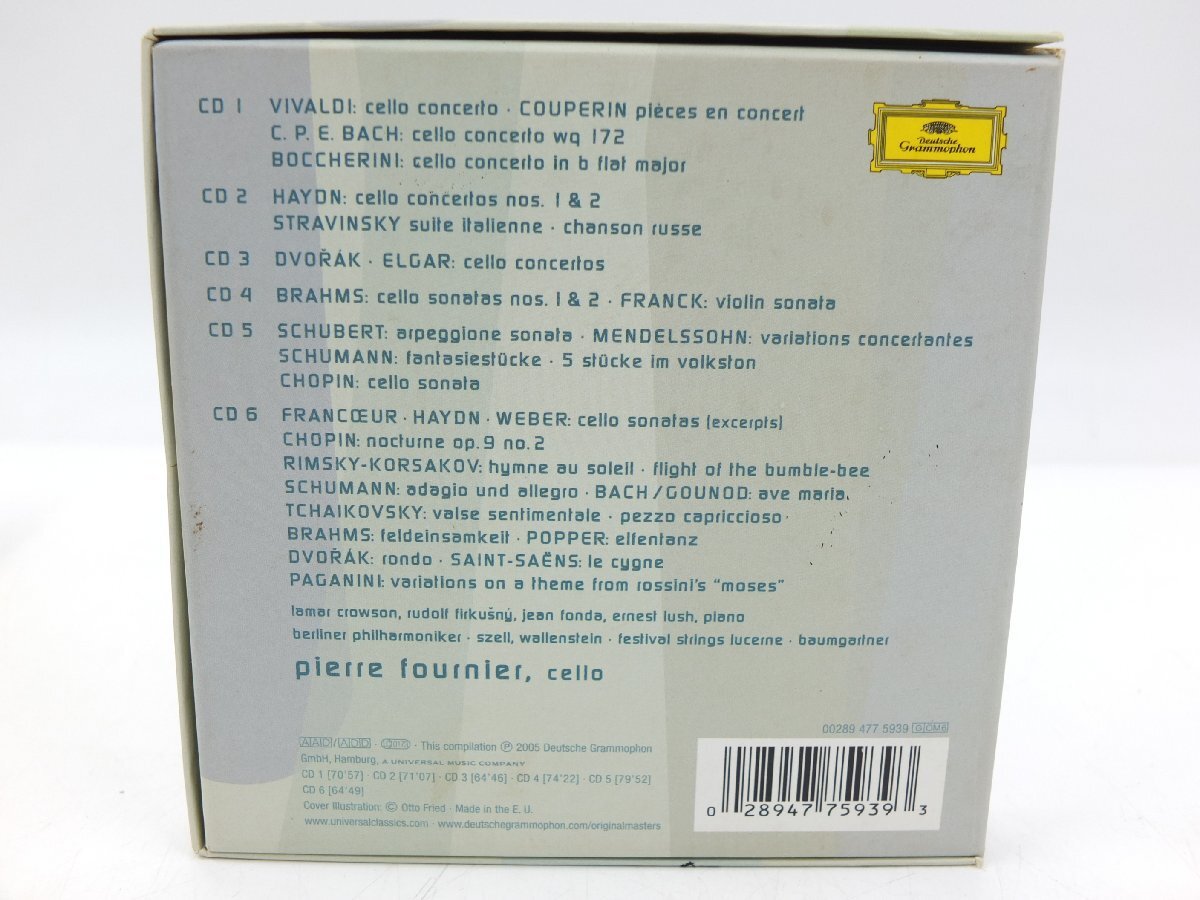 CD 1 VIVALDI: cello concerto · COUPERIN pièces en concert
C. P. E. BACH: cello concerto wq 172
BOCCHERINI: cello concerto in b flat major
Deutsche
Grammophon
CD 2 HAYDN: cello concertos nos. 1 & 2
STRAVINSKY suite italienne · chanson russe
CD 3 DVOŘÁK · ELGAR: cello concertos
CD 4 BRAHMS: cello sonatas nos. 1 & 2 · FRANCK: violin sonata
CD 5 SCHUBERT: arpeggione sonata · MENDELSSOHN: variations concertantes
SCHUMANN: fantasiestücke · 5 stücke im volkston
CHOPIN: cello sonata
CD 6 FRANCŒUR · HAYDN · WEBER: cello sonatas (excerpts)
CHOPIN: nocturne op. 9 no. 2
RIMSKY-KORSAKOV: hymne au soleil · flight of the bumble-bee
SCHUMANN: adagio und allegro · BACH / GOUNOD: ave maria
TCHAIKOVSKY: valse sentimentale · pezzo capriccioso
BRAHMS: feldeinsamkeit · POPPER: elfentanz
DVOŘÁK: rondo · SAINT-SAËNS: le cygne
PAGANINI: variations on a theme from rossini's "moses"
lamar crowson, rudolf firkušný, jean fonda, ernest lush, piano
berliner philharmoniker · szell, wallenstein · festival strings lucerne · baumgartner
pierre fournier, cello
00289 477 5939 G OM6
AAD/ADD · This compilation ℗ 2005 Deutsche Grammophon
GmbH, Hamburg, A UNIVERSAL MUSIC COMPANY
CD 1 [70'57] · CD 2 [71'07] · CD 3 [64'46] · CD 4 [74'22] · CD 5 [79'52]
CD 6 [64'49]
Cover Illustration: © Otto Fried · Made in the E. U.
www.universalclassics.com · www.deutschegrammophon.com/originalmasters
0 28947 75939 3